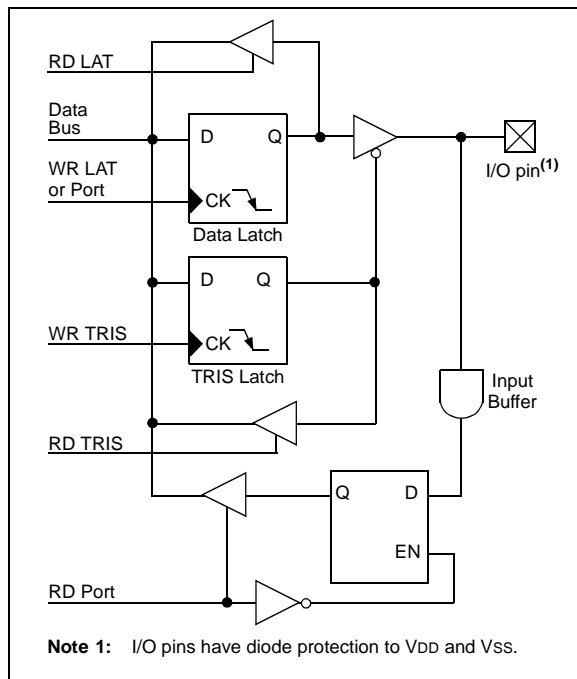 RD LAT
Data
Bus
D Q
WR LAT
or Port
CK
Data Latch
I/O pin(1)
D Q
WR TRIS
CK
TRIS Latch
Input
Buffer
RD TRIS
Q D
EN
RD Port
Note 1: I/O pins have diode protection to VDD and VSS.